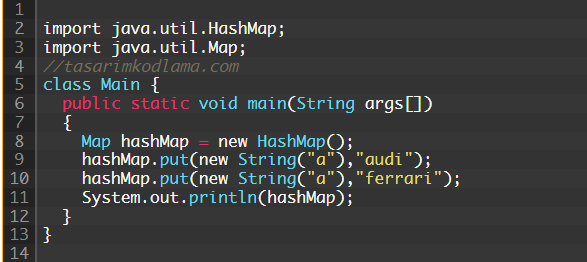 1
2 import java.util.HashMap;
3 import java.util.Map;
4 //tasarimkodlama.com
5 class Main {
6 public static void main(String args[])
7 {
8 Map hashMap = new HashMap();
9 hashMap.put(new String("a"),"audi");
10 hashMap.put(new String("a"),"ferrari");
11 System.out.println(hashMap);
12 }
13 }
14